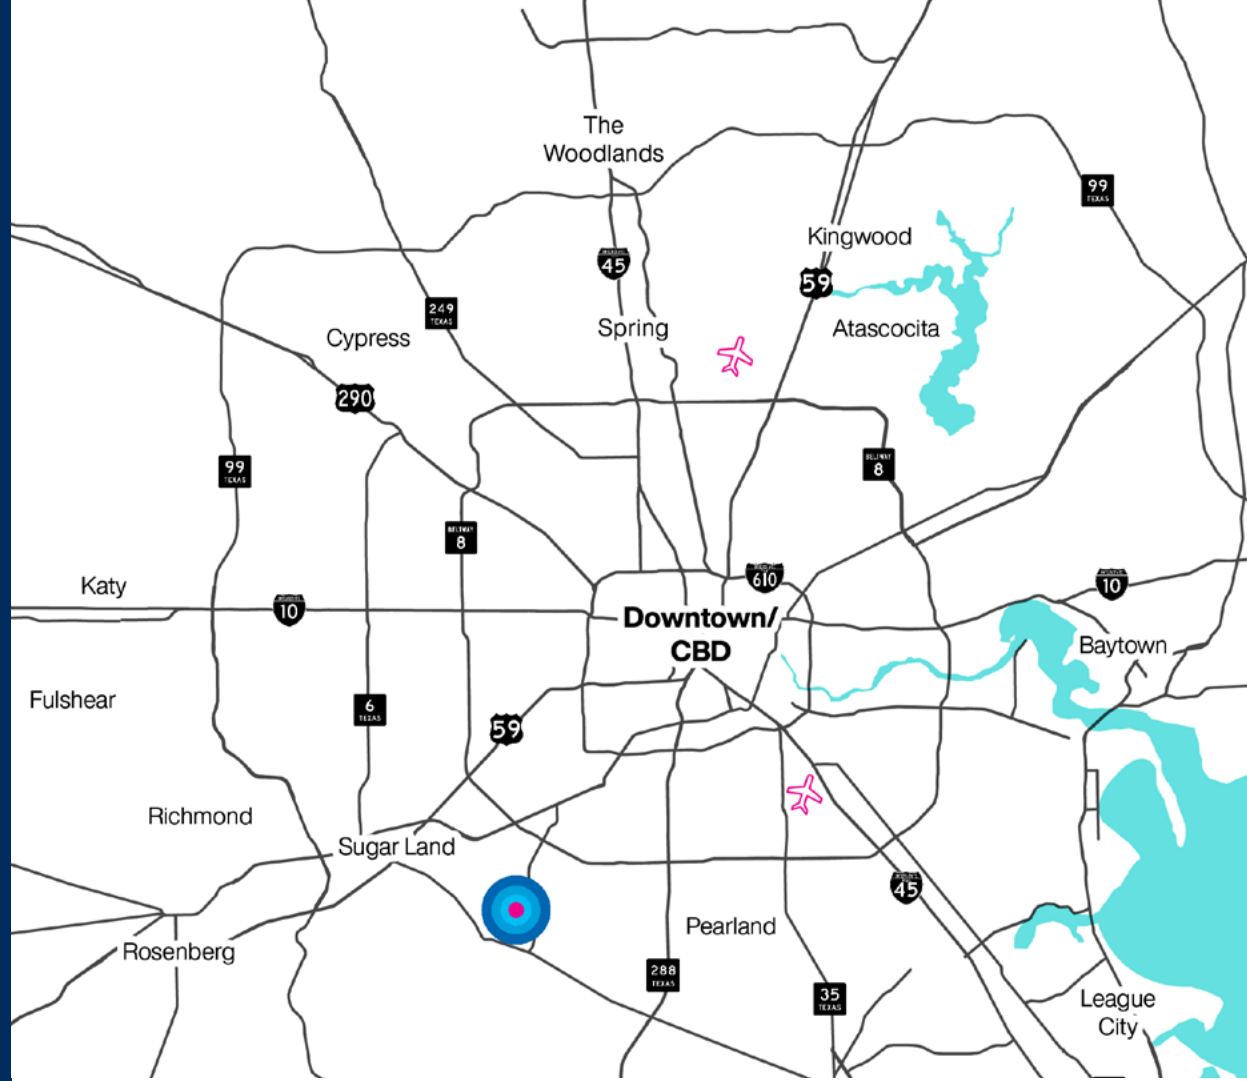 The
Woodlands
99
TEXAS
Kingwood
45
59
249
TEXAS
Spring
Atascocita
Cypress
290
99
TEXAS
BELTWAY
8
BELTWAY
8
610
Katy
10
10
Downtown/
CBD
Baytown
Fulshear
6
TEXAS
59
Richmond
Sugar Land
45
Pearland
Rosenberg
288
TEXAS
35
TEXAS
League
City